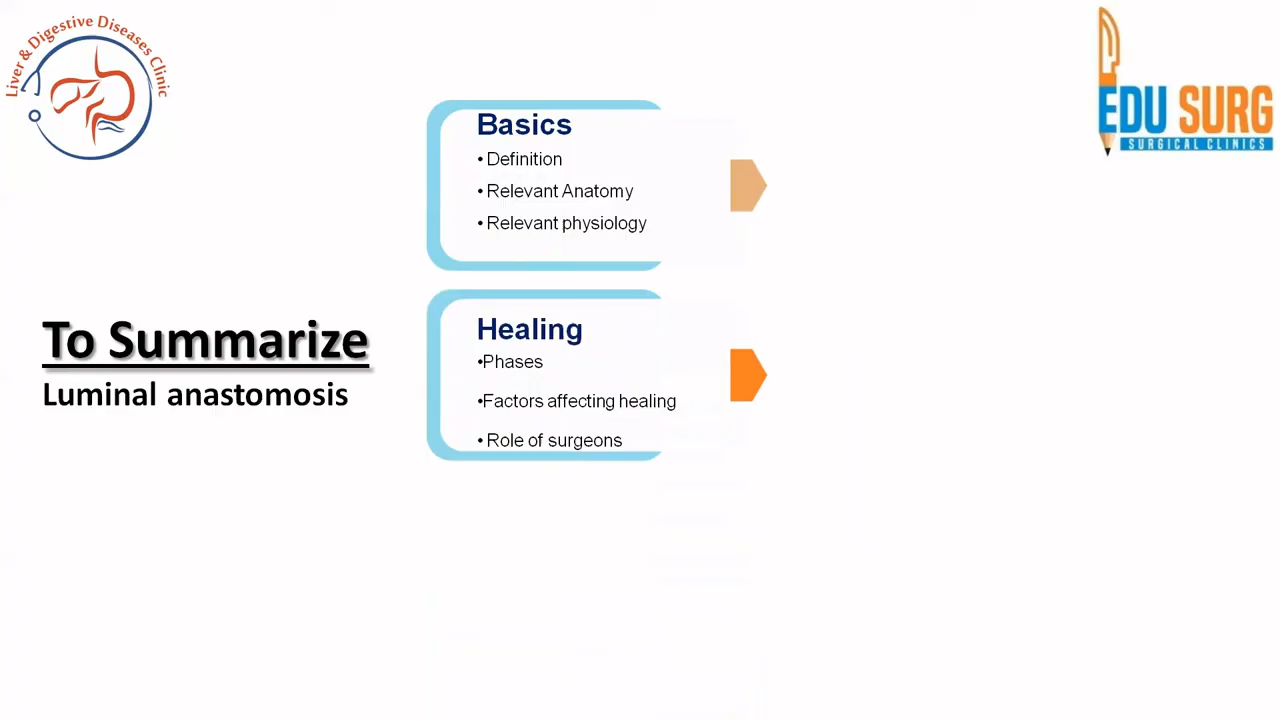 Liver & Digestive Diseases Clinic
EDU SURG
SURGICAL CLINICS
Basics
• Definition
• Relevant Anatomy
• Relevant physiology
To Summarize
Luminal anastomosis
Healing
•Phases
•Factors affecting healing
• Role of surgeons